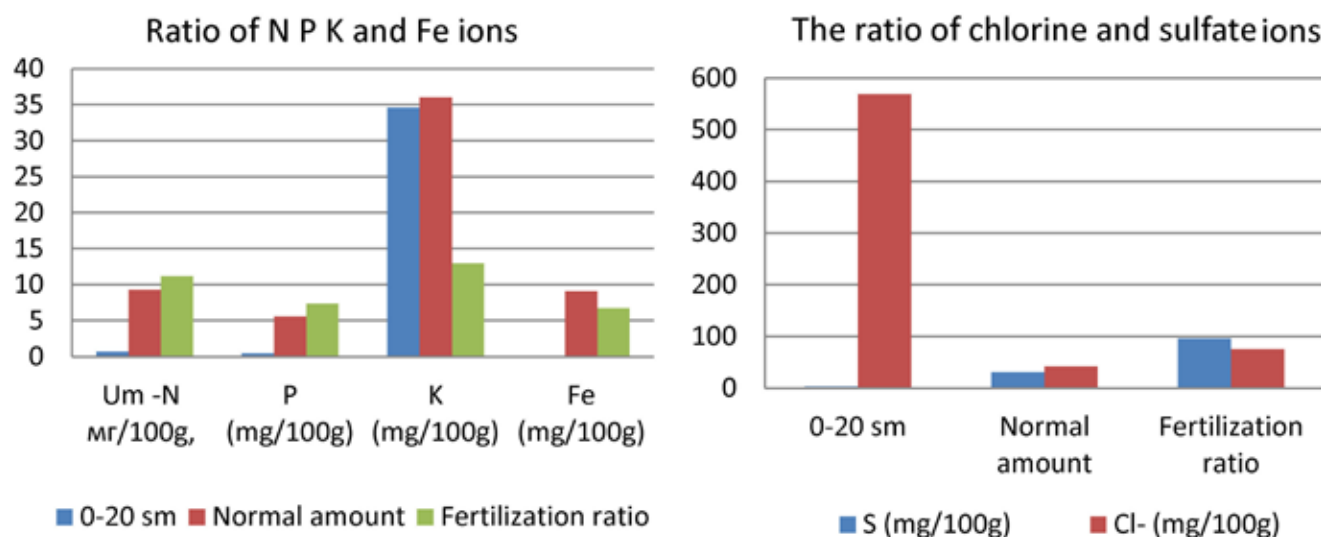 Ratio of N P K and Fe ions
40
35
30
25
20
15
10
5
0
Um -N
мг/100g,
P
(mg/100g)
K
(mg/100g)
Fe
(mg/100g)
0-20 sm
Normal amount
Fertilization ratio
The ratio of chlorine and sulfate ions
600
500
400
300
200
100
0
0-20 sm
Normal
amount
Fertilization
ratio
S (mg/100g)
Cl- (mg/100g)